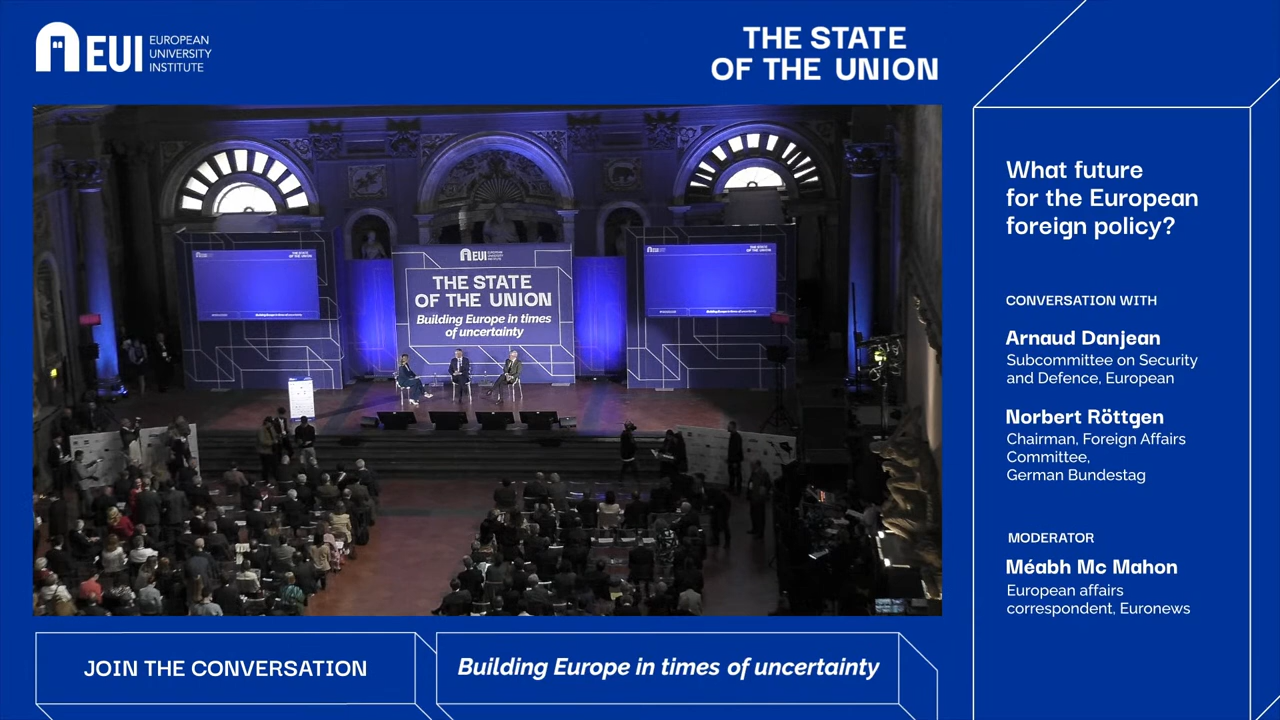 EUI
EUROPEAN
UNIVERSITY
INSTITUTE
THE STATE
OF THE UNION
EUI
THE STATE
OF THE UNION
Building Europe in times
of uncertainty
JOIN THE CONVERSATION
Building Europe in times of uncertainty
What future
for the European
foreign policy?
CONVERSATION WITH
Arnaud Danjean
Subcommittee on Security
and Defence, European
Norbert Röttgen
Chairman, Foreign Affairs
Committee,
German Bundestag
MODERATOR
Méabh Mc Mahon
European affairs
correspondent, Euronews